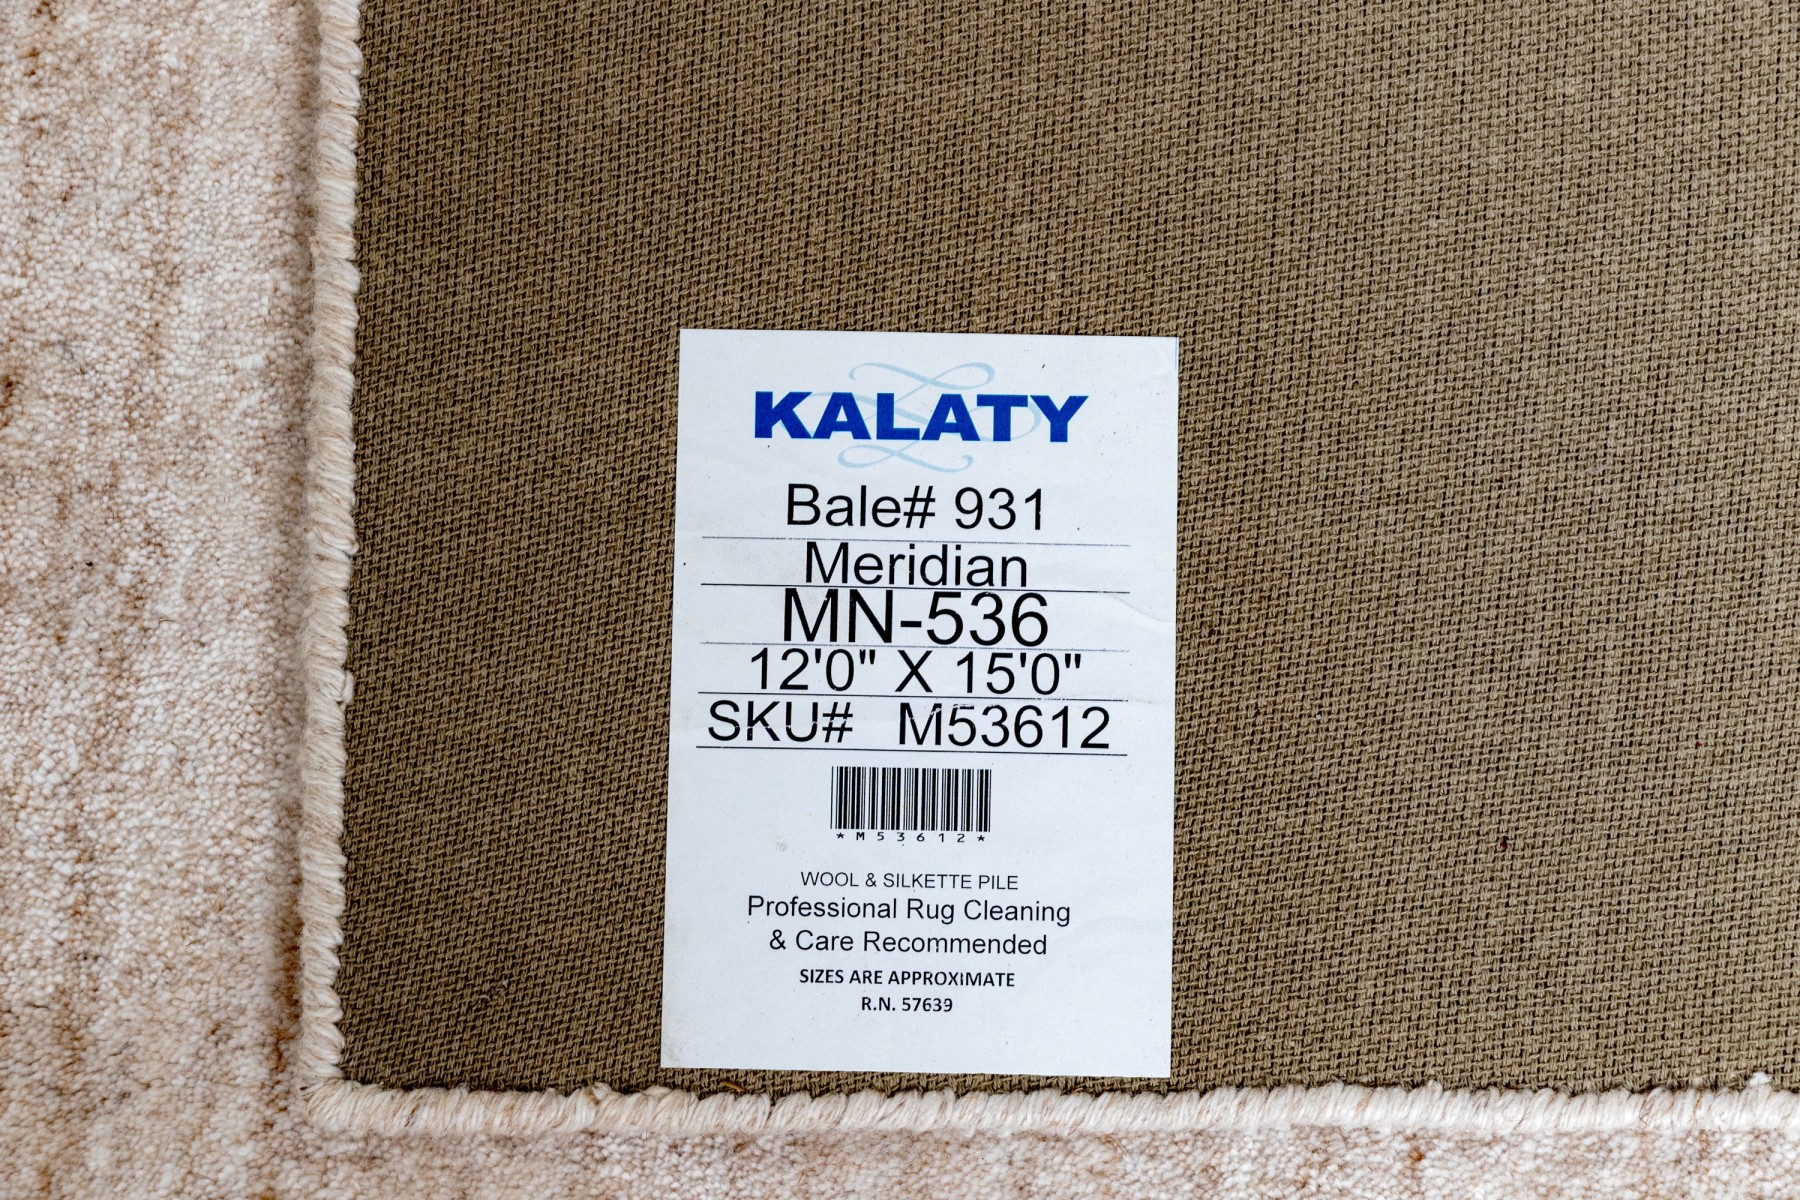 KALATY
Bale# 931
Meridian
MN-536
12'0" X 15'0"
SKU# M53612
*M53612*
WOOL & SILKETTE PILE
Professional Rug Cleaning
& Care Recommended
SIZES ARE APPROXIMATE
R.N. 57639